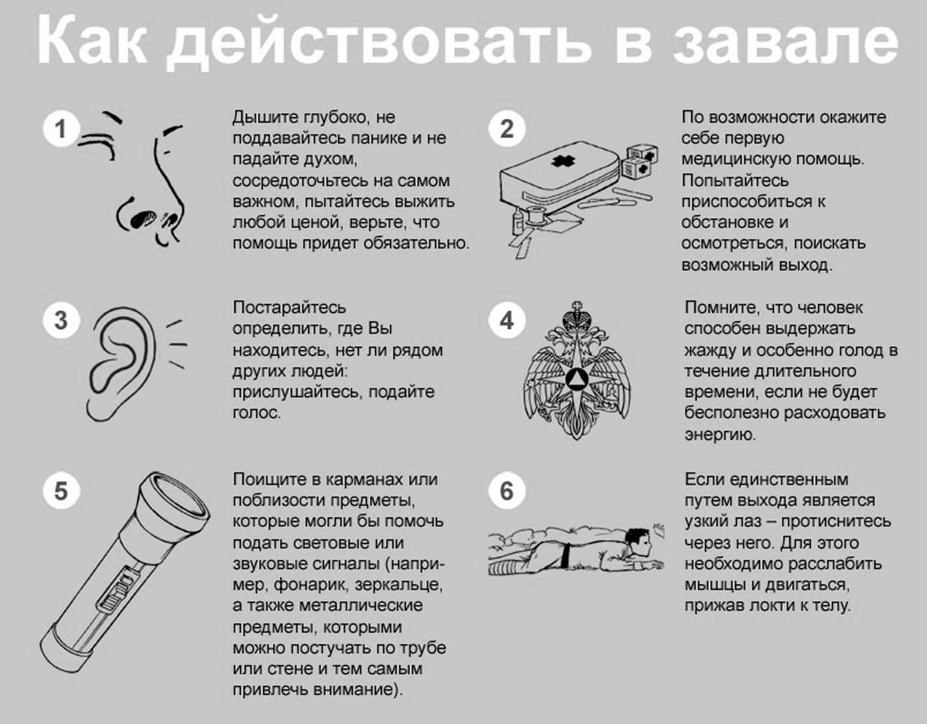 Как действовать в завале
1
Дышите глубоко, не
поддавайтесь панике и не
падайте духом,
сосредоточьтесь на самом
важном, пытайтесь выжить
любой ценой, верьте, что
помощь придет обязательно.
2
По возможности окажите
себе первую
медицинскую помощь.
Попытайтесь
приспособиться к
обстановке и
осмотреться, поискать
возможный выход.
3
Постарайтесь
определить, где Вы
находитесь, нет ли рядом
других людей:
прислушайтесь, подайте
голос.
4
Помните, что человек
способен выдержать
жажду и особенно голод в
течение длительного
времени, если не будет
бесполезно расходовать
энергию.
5
Поищите в карманах или
поблизости предметы,
которые могли бы помочь
подать световые или
звуковые сигналы (напри-
мер, фонарик, зеркальце,
а также металлические
предметы, которыми
можно постучать по трубе
или стене и тем самым
привлечь внимание).
6
Если единственным
путем выхода является
узкий лаз – протиснитесь
через него. Для этого
необходимо расслабить
мышцы и двигаться,
прижав локти к телу.